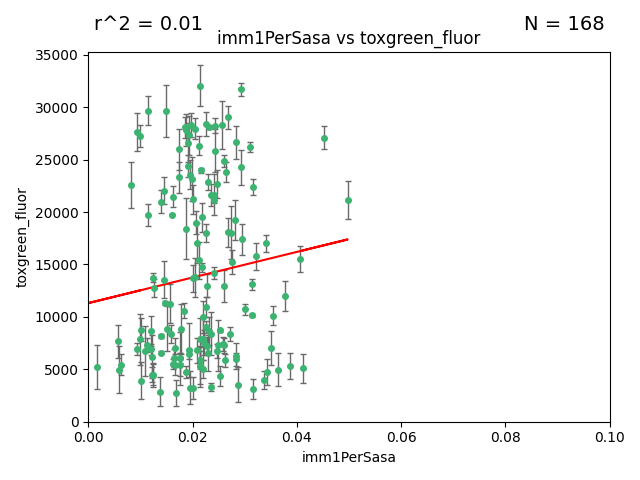 r^2 = 0.01
N = 168
imm1PerSasa vs toxgreen_fluor
35000
30000
25000
20000
15000
10000
5000
0
toxgreen_fluor
0.00
0.02
0.04
0.06
0.08
0.10
imm1PerSasa